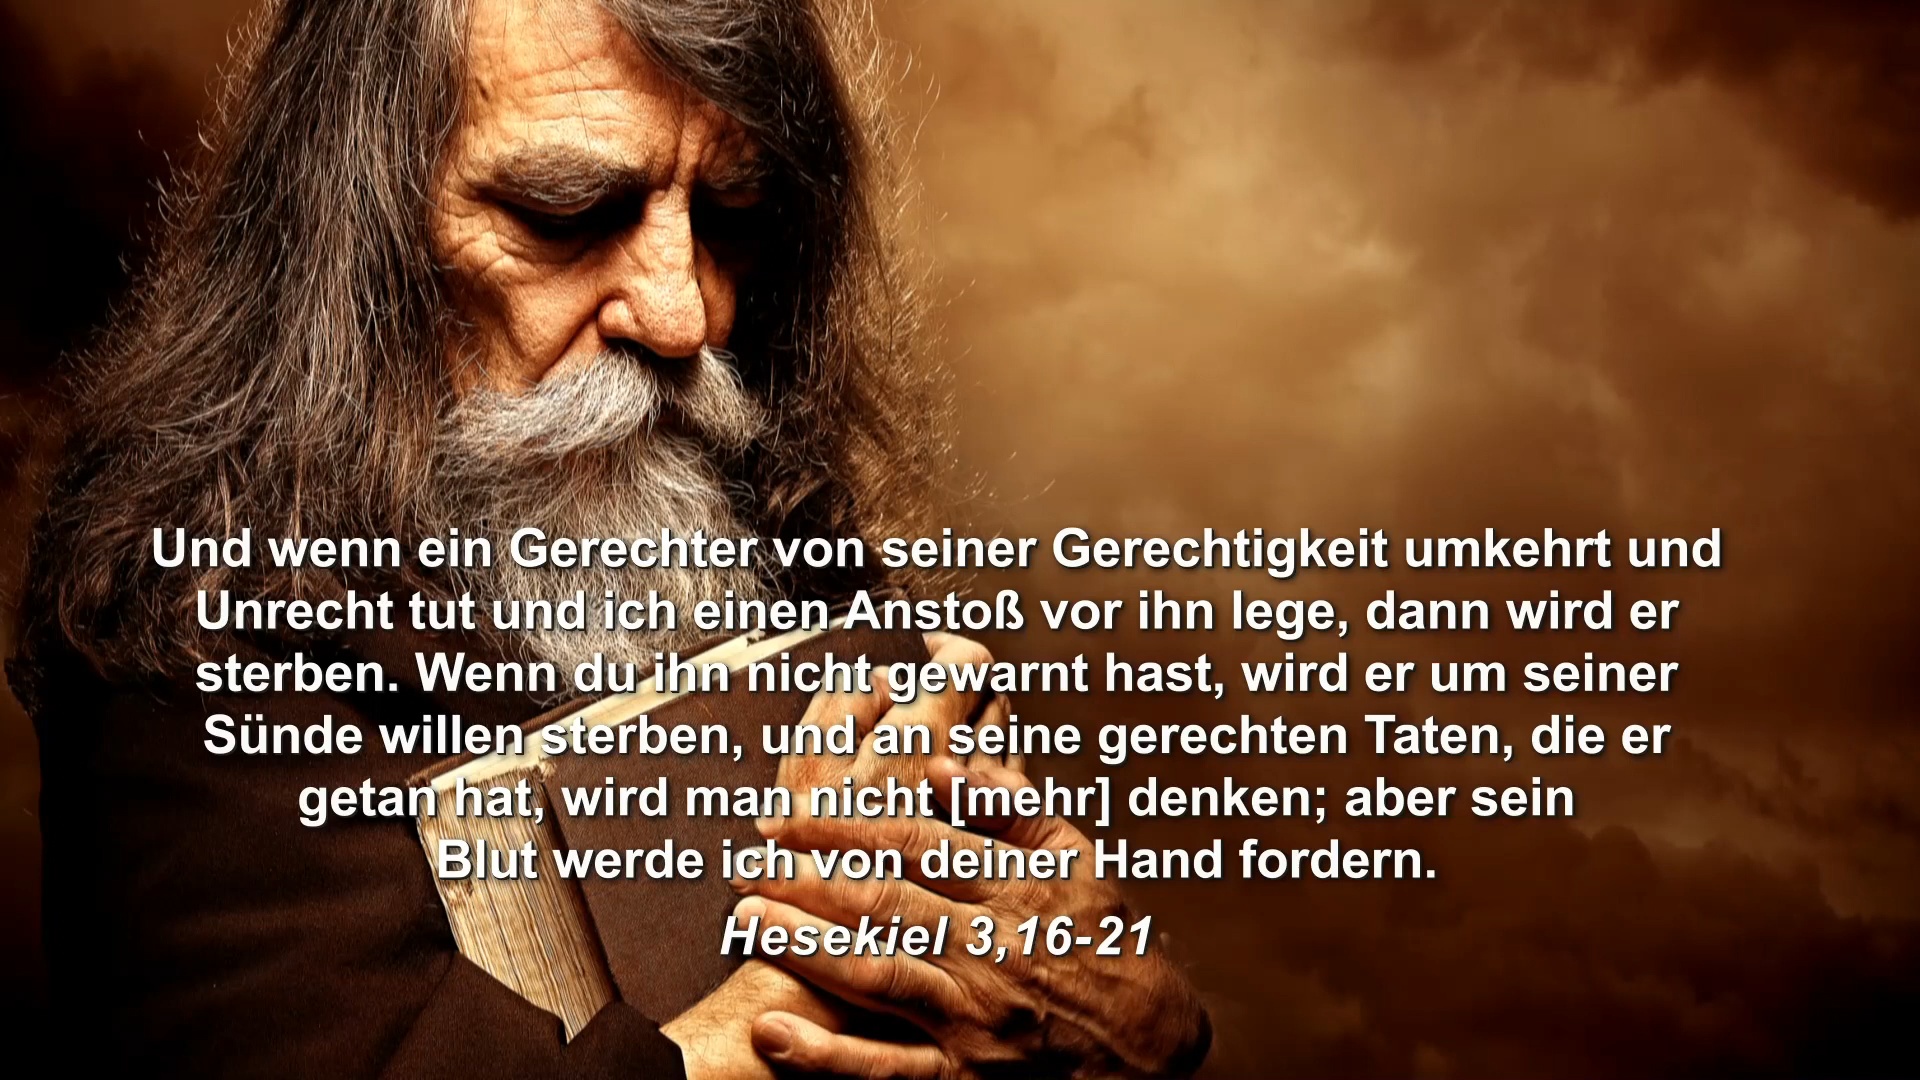 Und wenn ein Gerechter von seiner Gerechtigkeit umkehrt und
Unrecht tut und ich einen Anstoß vor ihn lege, dann wird er
sterben. Wenn du ihn nicht gewarnt hast, wird er um seiner
Sünde willen sterben, und an seine gerechten Taten, die er
getan hat, wird man nicht [mehr] denken; aber sein
Blut werde ich von deiner Hand fordern.
Hesekiel 3,16-21